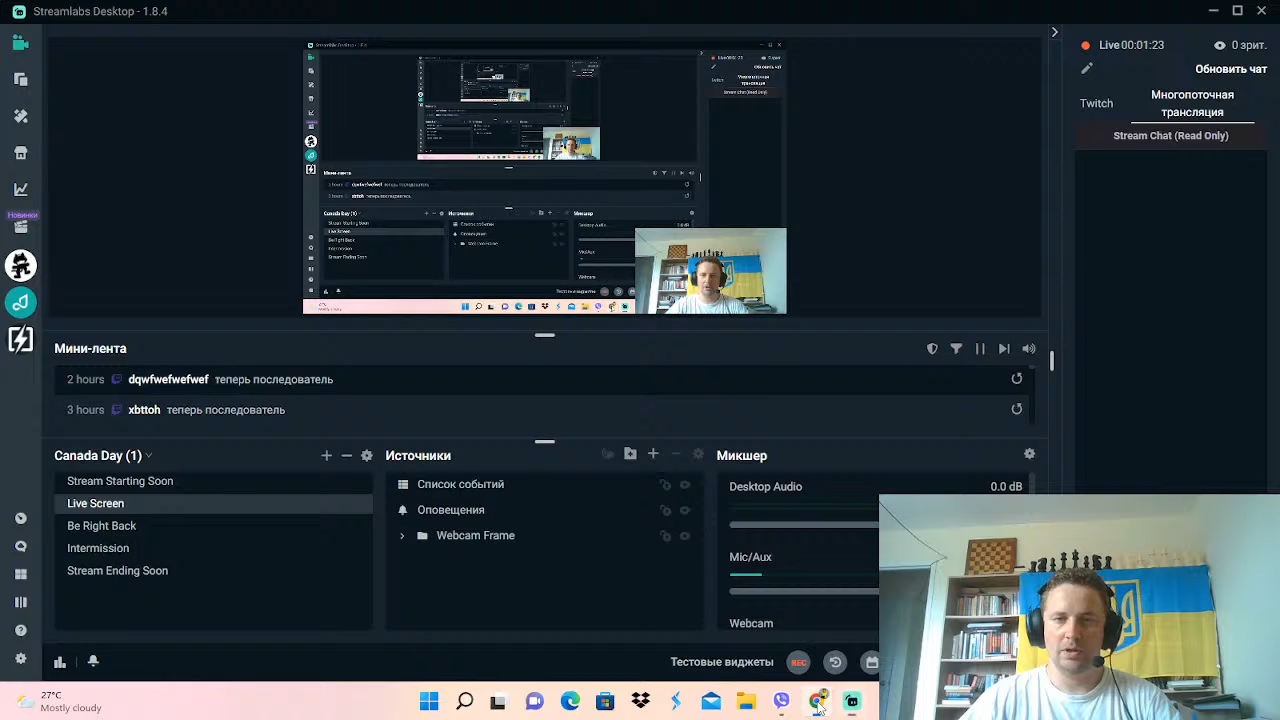 Streamlabs Desktop - 1.8.4
Live 00:01:23
0 зрит.
Обновить чат
Twitch
Многопоточная
трансляция
Stream Chat (Read Only)
Новинки
Мини-лента
2 hours dqwfwefwefwef теперь последователь
3 hours xbttoh теперь последователь
Canada Day (1)
Stream Starting Soon
Live Screen
Be Right Back
Intermission
Stream Ending Soon
Источники
Список событий
Оповещения
Webcam Frame
Микшер
Desktop Audio
0.0 dB
Mic/Aux
Webcam
Тестовые виджеты
REC
27°C
Mostly cloudy